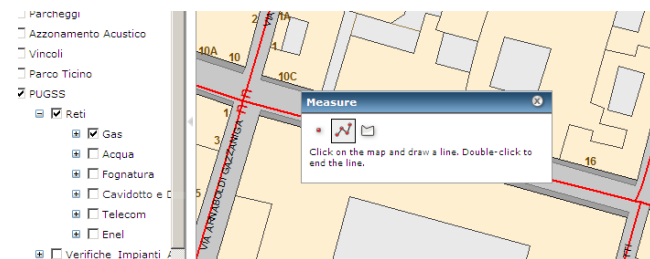 Parcheggi
Azzonamento Acustico
Vincoli
Parco Ticino
PUGSS
Reti
Gas
Acqua
Fognatura
Cavidotto e D
Telecom
Enel
Verifiche Impianti A
2
1A
10A
10
1
10C
1
3
5
16
VIA ARNABOLDI GAZZANIGA
Measure
Click on the map and draw a line. Double-click to
end the line.